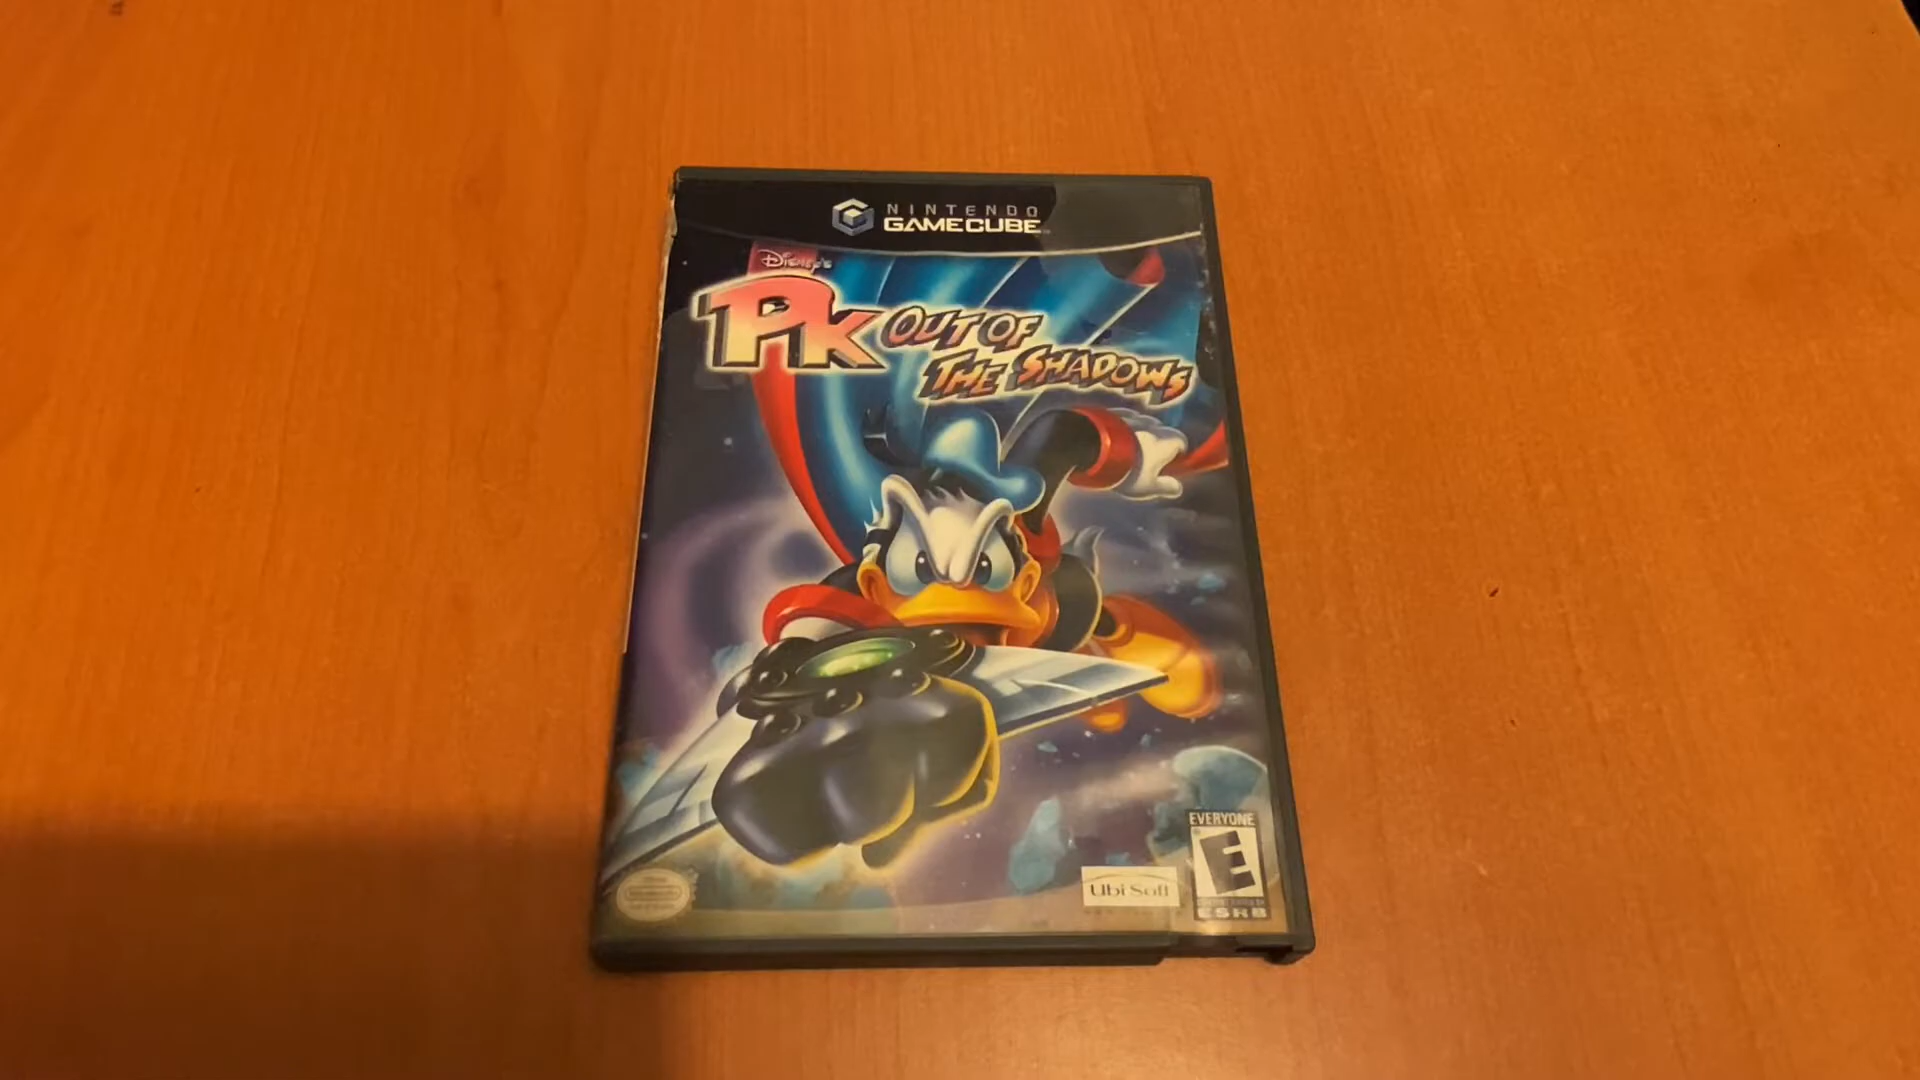 NINTENDO
GAMECUBE
Disney's
PK OUT OF
THE SHADOWS
EVERYONE
E
Ubi Soft
ESRB